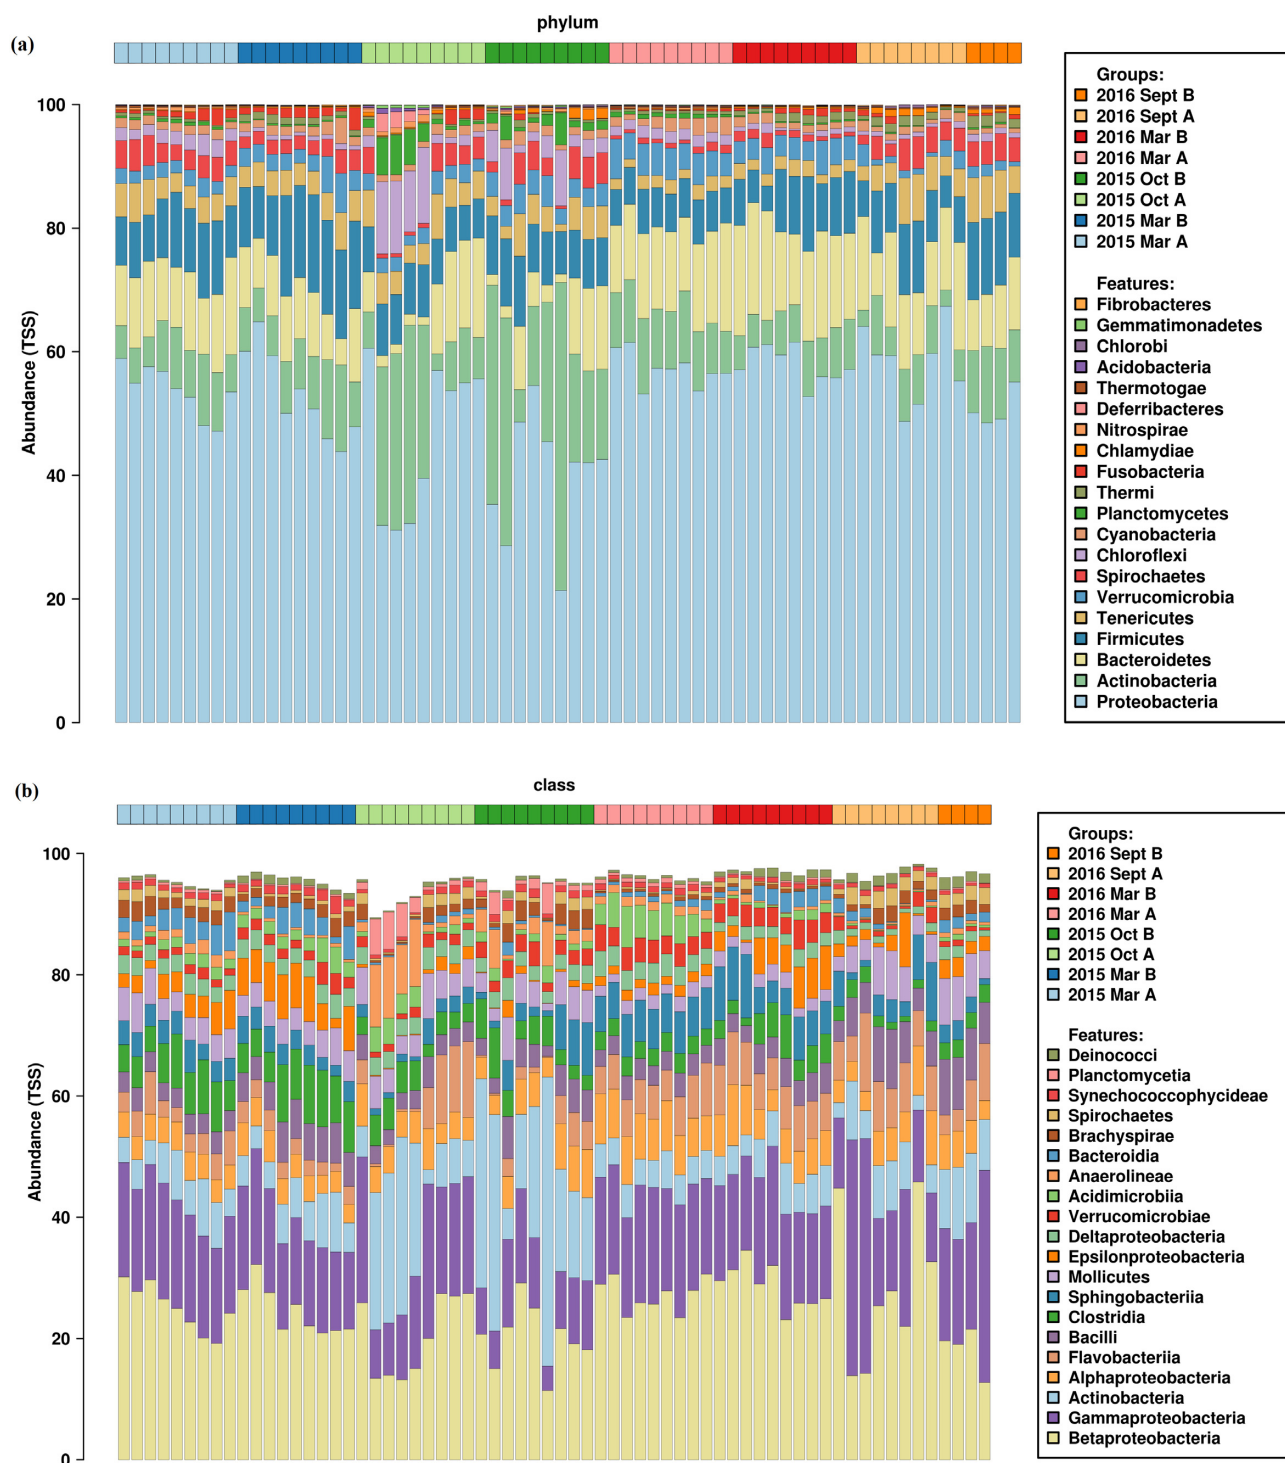 phylum
(a)
100
80
60
40
20
0
Abundance (TSS)
Groups:
2016 Sept B
2016 Sept A
2016 Mar B
2016 Mar A
2015 Oct B
2015 Oct A
2015 Mar B
2015 Mar A
Features:
Fibrobacteres
Gemmatimonadetes
Chlorobi
Acidobacteria
Thermotogae
Deferribacteres
Nitrospirae
Chlamydiae
Fusobacteria
Thermi
Planctomycetes
Cyanobacteria
Chloroflexi
Spirochaetes
Verrucomicrobia
Tenericutes
Firmicutes
Bacteroidetes
Actinobacteria
Proteobacteria
class
(b)
100
80
60
40
20
0
Abundance (TSS)
Groups:
2016 Sept B
2016 Sept A
2016 Mar B
2016 Mar A
2015 Oct B
2015 Oct A
2015 Mar B
2015 Mar A
Features:
Deinococci
Planctomycetia
Synechococcophycideae
Spirochaetes
Brachyspirae
Bacteroidia
Anaerolineae
Acidimicrobiia
Verrucomicrobiae
Deltaproteobacteria
Epsilonproteobacteria
Mollicutes
Sphingobacteriia
Clostridia
Bacilli
Flavobacteriia
Alphaproteobacteria
Actinobacteria
Gammaproteobacteria
Betaproteobacteria